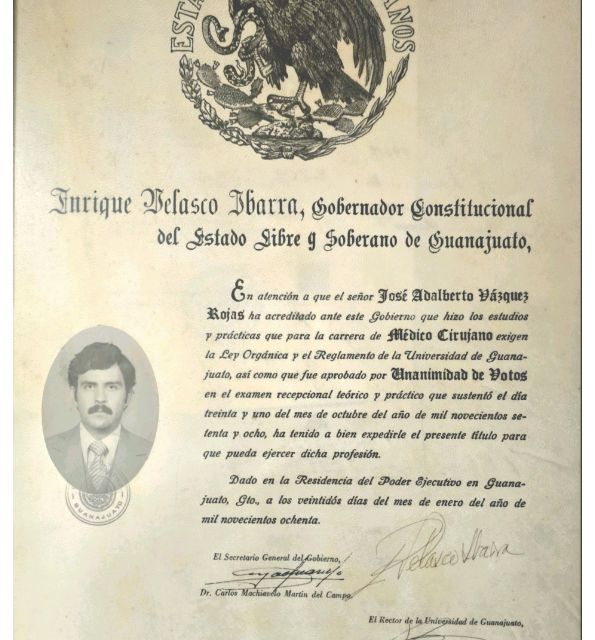 ESTA ANOS
Enrique Velasco Ibarra, Gobernador Constitucional
del Estado Libre y Soberano de Guanajuato,
En atención a que el señor José Adalberto Vázquez
Rojas ha acreditado ante este Gobierno que hizo los estudios
y prácticas que para la carrera de Médico Cirujano exigen
la Ley Orgánica y el Reglamento de la Universidad de Guana-
juato, así como que fue aprobado por Unanimidad de Votos
en el examen recepcional teórico y práctico que sustentó el día
treinta y uno del mes de octubre del año de mil novecientos se-
tenta y ocho, ha tenido a bien expedirle el presente título para
que pueda ejercer dicha profesión.
Dado en la Residencia del Poder Ejecutivo en Guana-
juato, Gto., a los veintidós días del mes de enero del año de
mil novecientos ochenta.
GUANAJUATO
El Secretario General del Gobierno,
EVelasco Ibarra
Dr. Carlos Machiavelo Martín del Campo.
El Rector de la Universidad de Guanajuato,